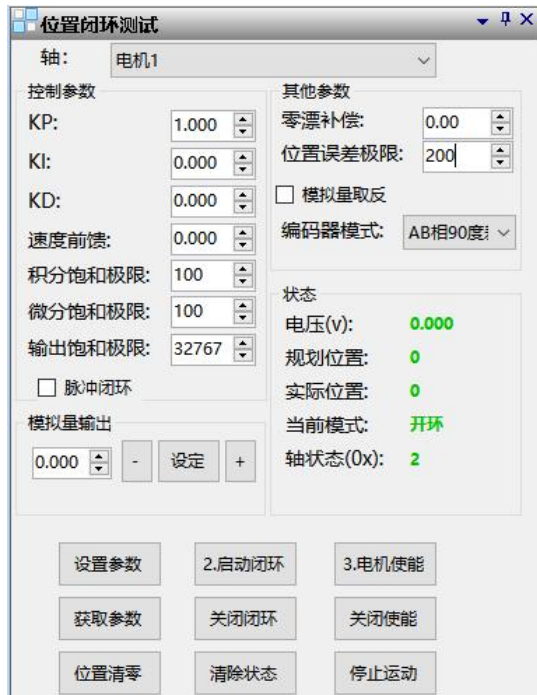 位置闭环测试
轴: 电机1
控制参数
KP: 1.000
KI: 0.000
KD: 0.000
速度前馈: 0.000
积分饱和极限: 100
微分饱和极限: 100
输出饱和极限: 32767
脉冲闭环
模拟量输出
0.000 - 设定 +
其他参数
零漂补偿: 0.00
位置误差极限: 200
模拟量取反
编码器模式: AB相90度
状态
电压(v): 0.000
规划位置: 0
实际位置: 0
当前模式: 开环
轴状态(0x): 2
设置参数 2.启动闭环 3.电机使能
获取参数 关闭闭环 关闭使能
位置清零 清除状态 停止运动